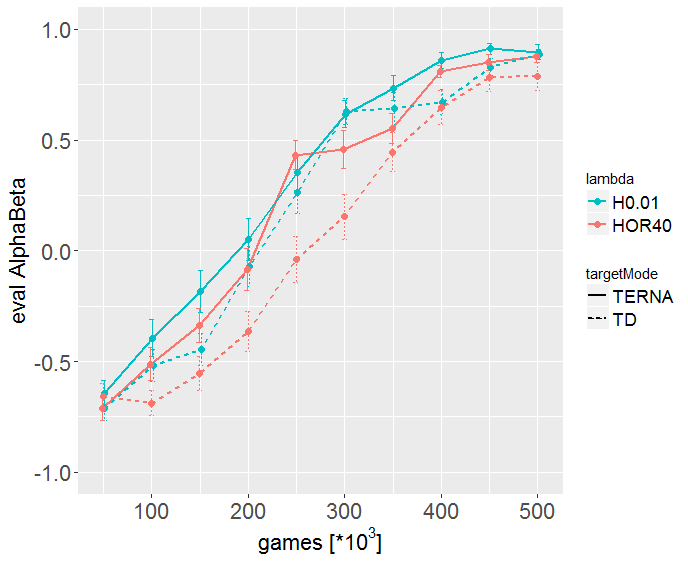 1.0
0.5
0.0
-0.5
-1.0
eval AlphaBeta
100 200 300 400 500
games [*10³]
lambda
H0.01
HOR40
targetMode
TERNA
TD